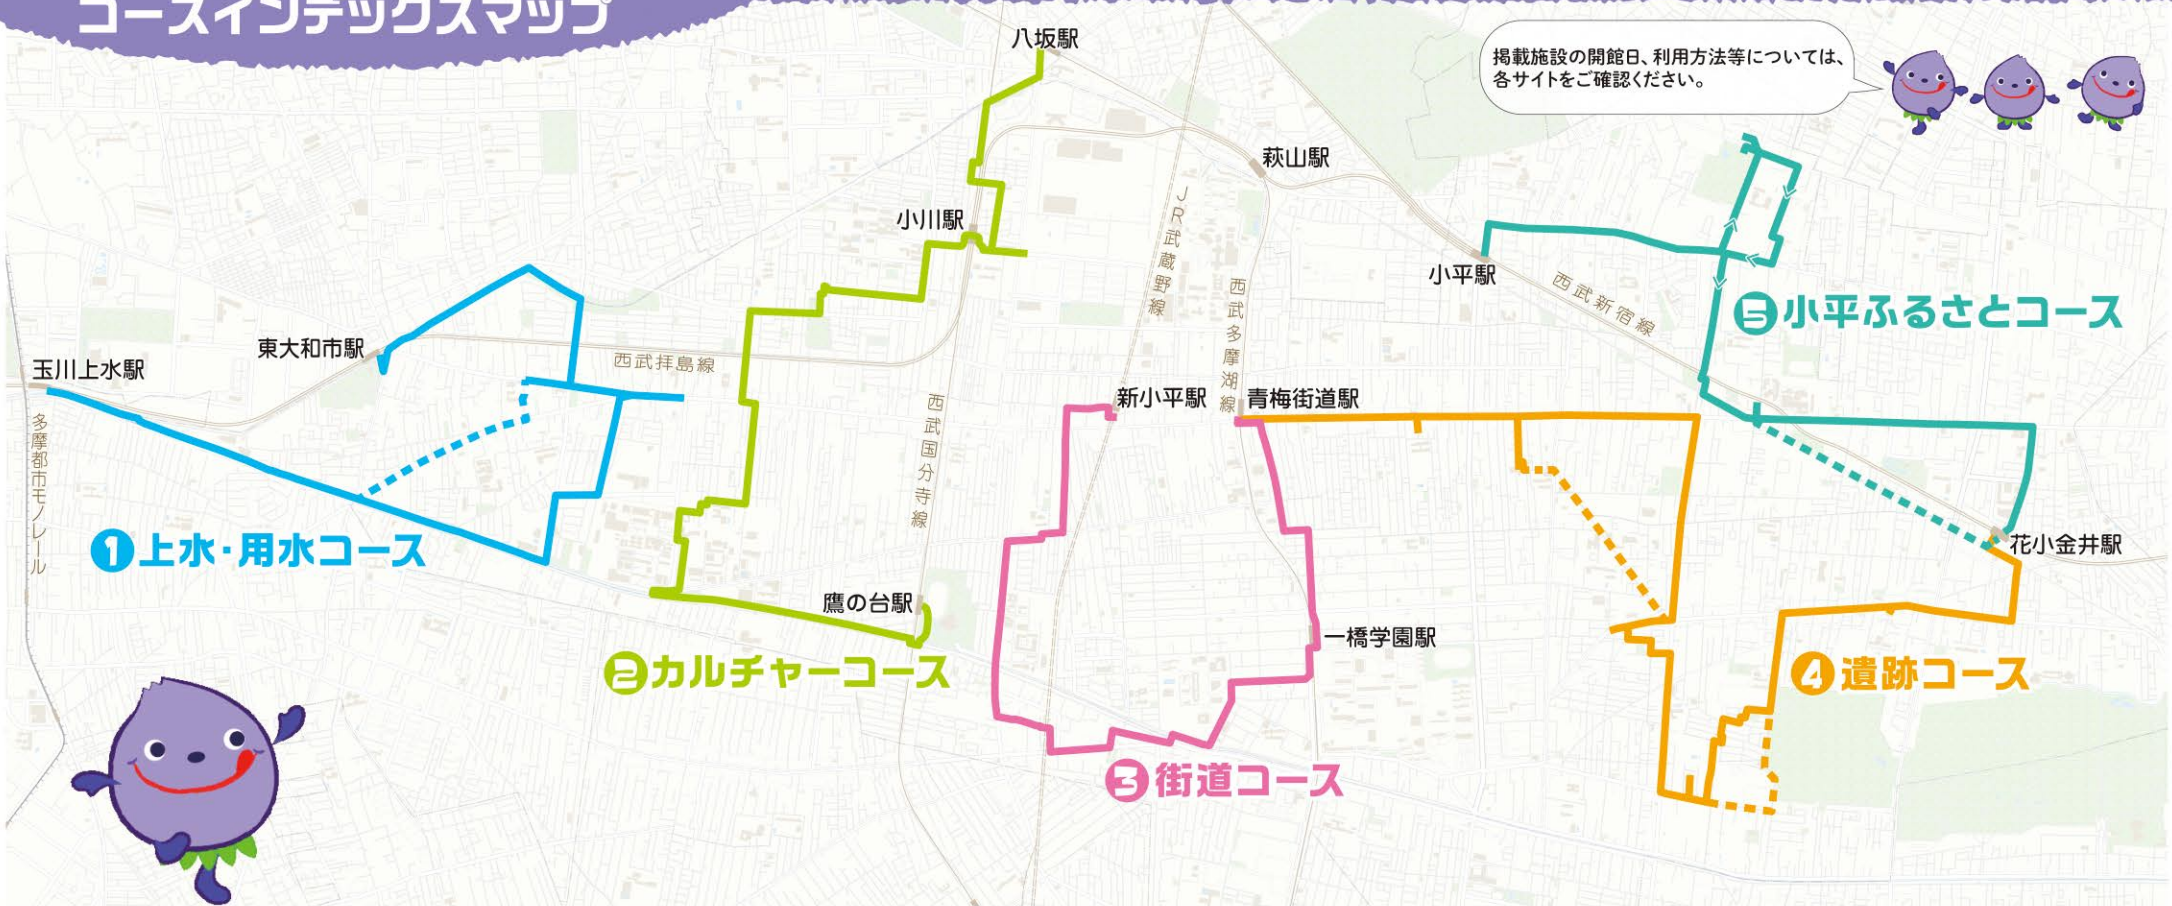 コースインデックスマップ
八坂駅
掲載施設の開館日、利用方法等については、
各サイトをご確認ください。
萩山駅
JR武蔵野線
小川駅
小平駅
西武新宿線
5小平ふるさとコース
東大和市駅
西武拝島線
玉川上水駅
西武多摩湖線
新小平駅
青梅街道駅
西武国分寺線
多摩都市モノレール
1上水・用水コース
花小金井駅
鷹の台駅
一橋学園駅
2カルチャーコース
4遺跡コース
3街道コース